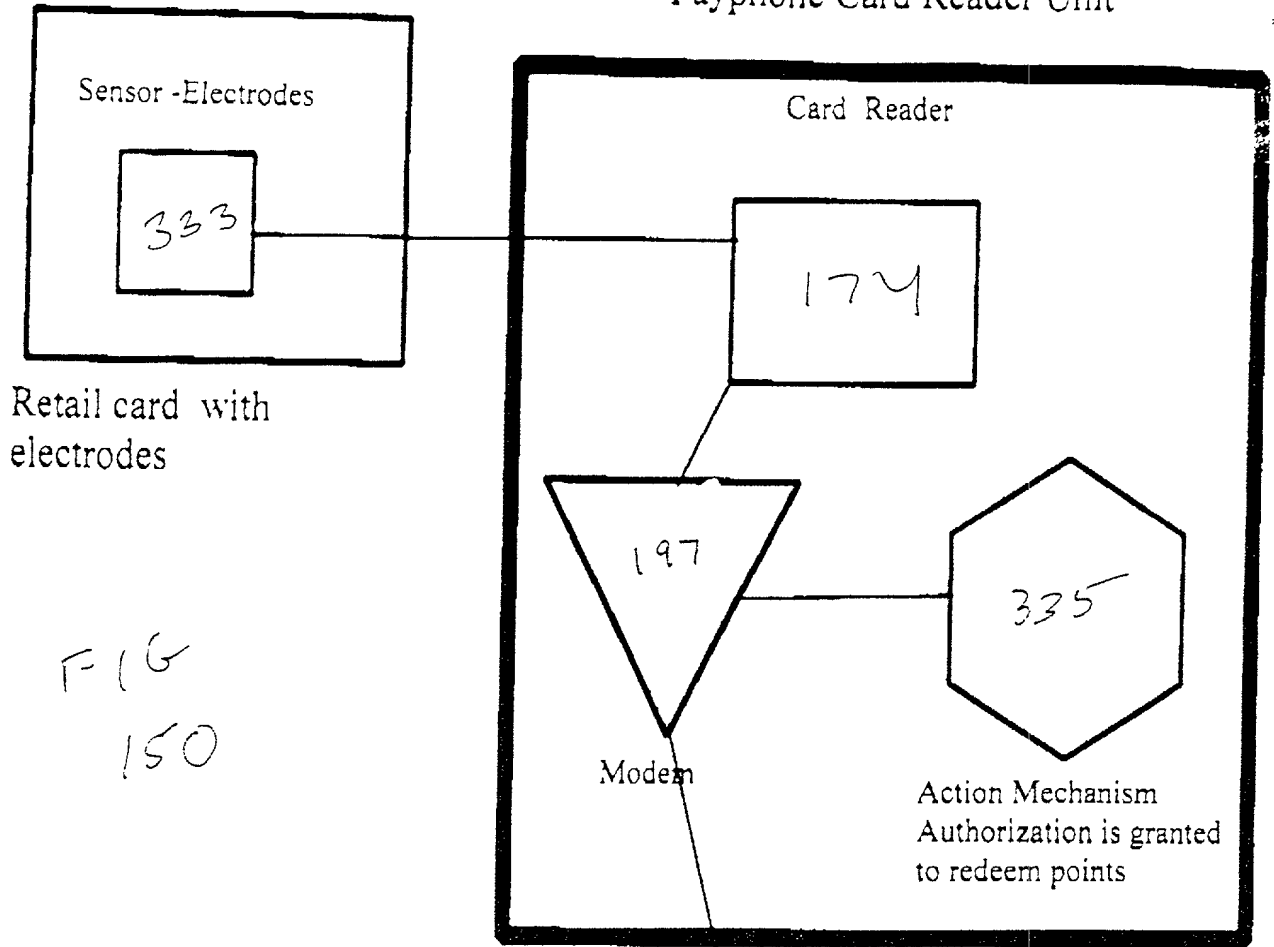 Payphone Card Reader Unit
Sensor -Electrodes
Card Reader
333
174
Retail card with
electrodes
197
335
FIG
150
Modem
Action Mechanism
Authorization is granted
to redeem points